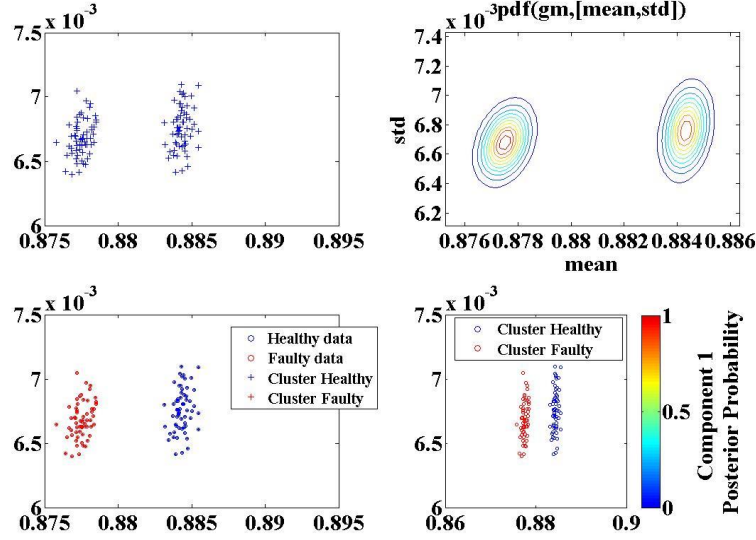 x 10⁻³
7.5
7
6.5
6
0.875 0.88 0.885 0.89 0.895
x 10⁻³pdf(gm,[mean,std])
7.4
7.2
7
6.8
6.6
6.4
6.2
std
0.876 0.878 0.88 0.882 0.884 0.886
mean
x 10⁻³
7.5
7
6.5
6
0.875 0.88 0.885 0.89 0.895
Healthy data
Faulty data
Cluster Healthy
Cluster Faulty
x 10⁻³
7.5
7
6.5
6
0.86 0.88 0.9
Cluster Healthy
Cluster Faulty
1
0.5
0
Component 1
Posterior Probability